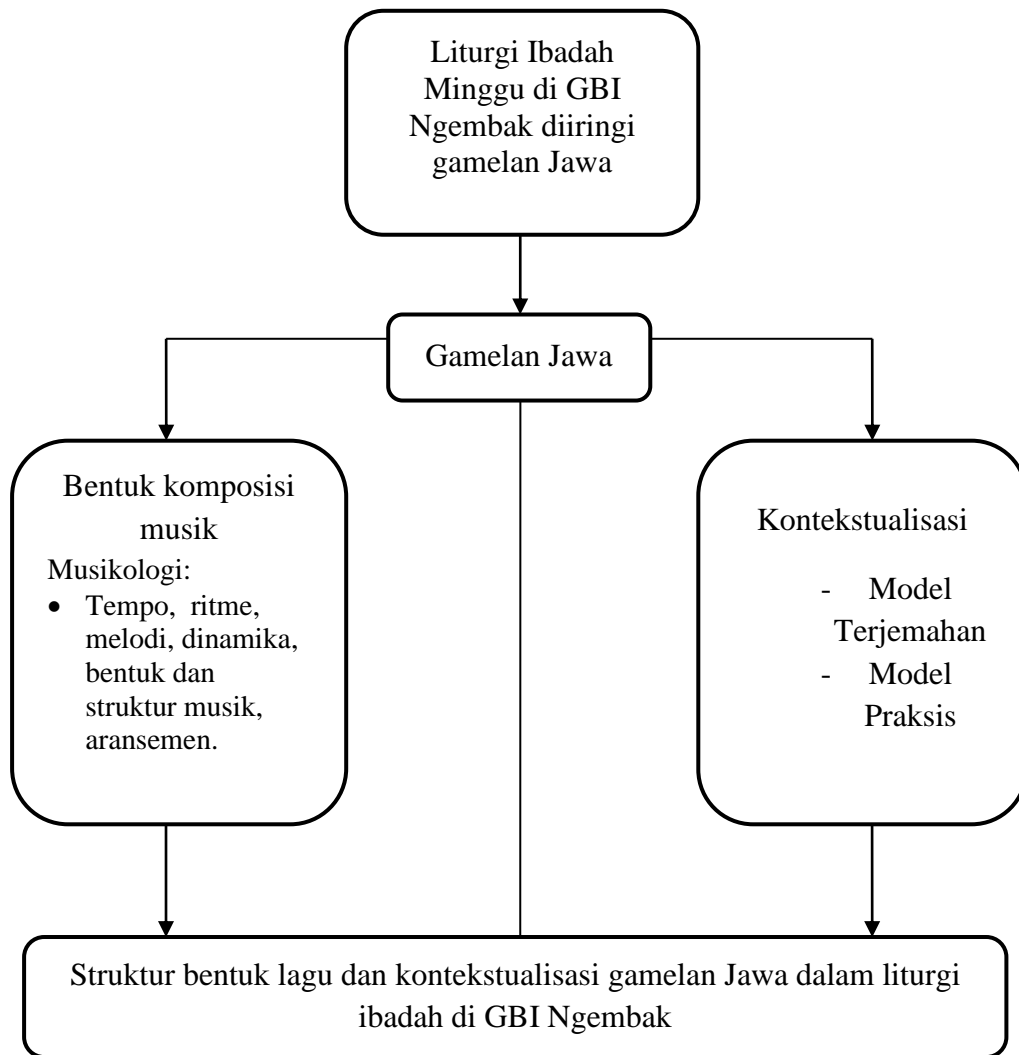 Liturgi Ibadah
Minggu di GBI
Ngembak diiringi
gamelan Jawa
Gamelan Jawa
Bentuk komposisi
musik
Musikologi:
• Tempo, ritme,
melodi, dinamika,
bentuk dan
struktur musik,
aransemen.
Kontekstualisasi
- Model
Terjemahan
- Model
Praksis
Struktur bentuk lagu dan kontekstualisasi gamelan Jawa dalam liturgi
ibadah di GBI Ngembak